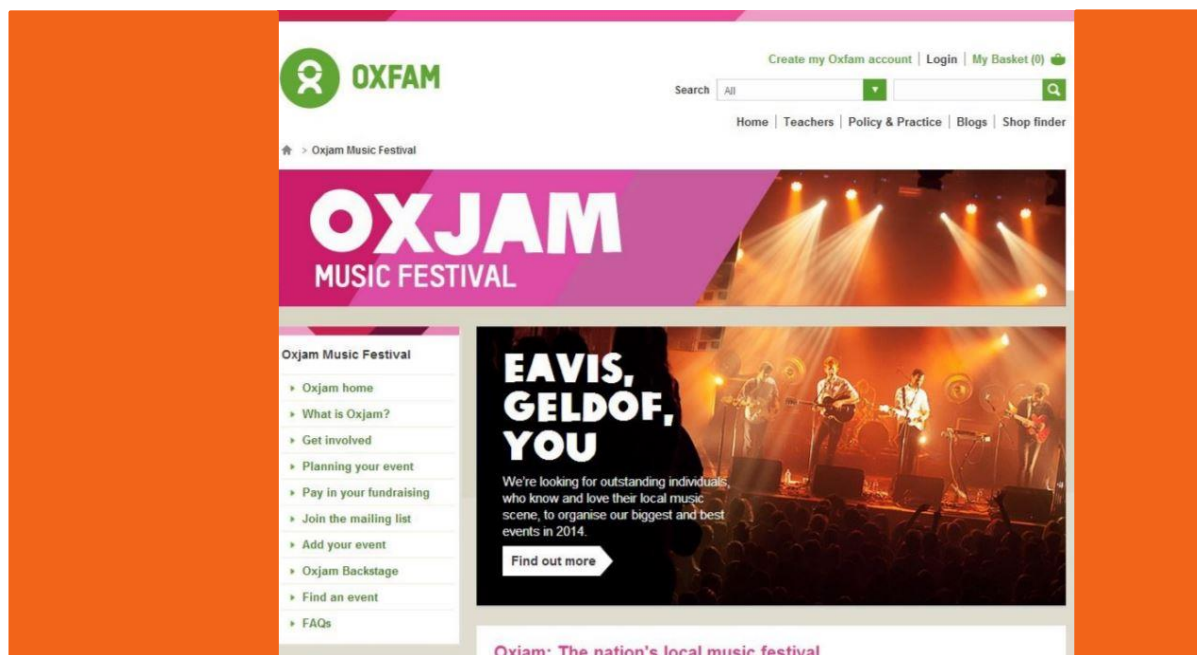 OXFAM
Create my Oxfam account | Login | My Basket (0)
Search All
Home | Teachers | Policy & Practice | Blogs | Shop finder
> Oxjam Music Festival
OXJAM
MUSIC FESTIVAL
Oxjam Music Festival
Oxjam home
What is Oxjam?
Get involved
Planning your event
Pay in your fundraising
Join the mailing list
Add your event
Oxjam Backstage
Find an event
FAQs
EAVIS,
GELDOF,
YOU
We're looking for outstanding individuals,
who know and love their local music
scene, to organise our biggest and best
events in 2014.
Find out more
Oxjam: The nation's local music festival